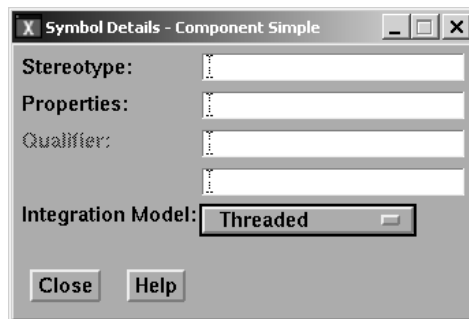 X Symbol Details - Component Simple
Stereotype:
Properties:
Qualifier:
Integration Model: Threaded
Close Help